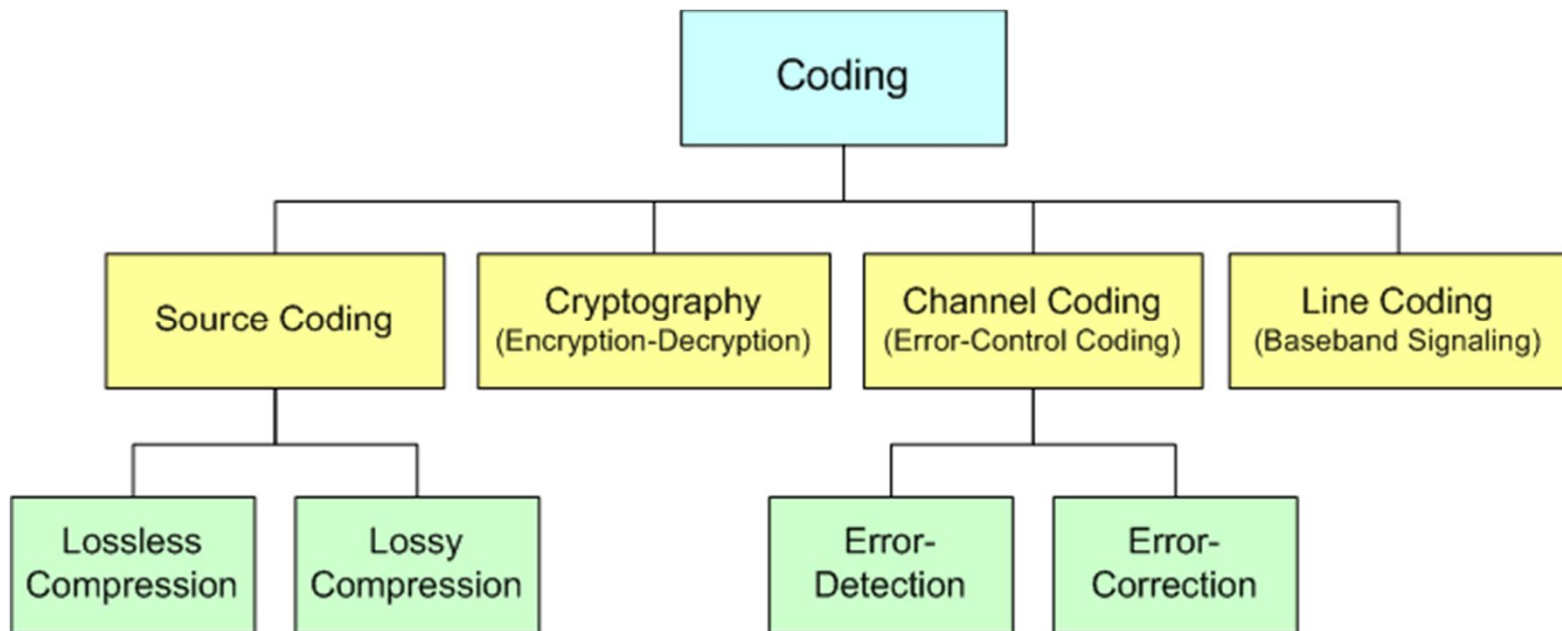 Coding
Source Coding
Cryptography
(Encryption-Decryption)
Channel Coding
(Error-Control Coding)
Line Coding
(Baseband Signaling)
Lossless
Compression
Lossy
Compression
Error-
Detection
Error-
Correction